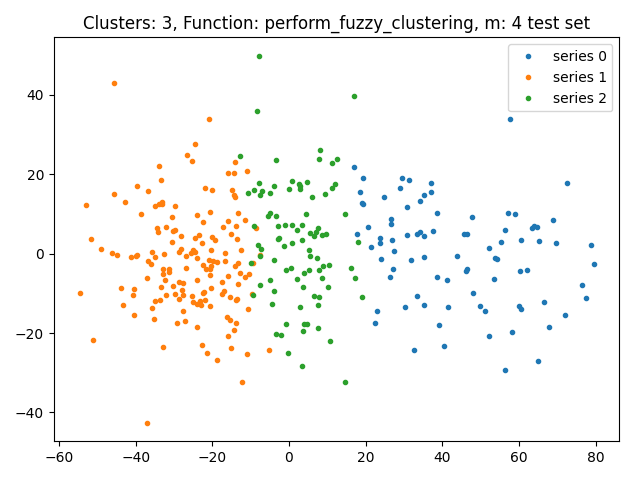 Clusters: 3, Function: perform_fuzzy_clustering, m: 4 test set
series 0
series 1
series 2
40
20
0
−20
−40
−60 −40 −20 0 20 40 60 80